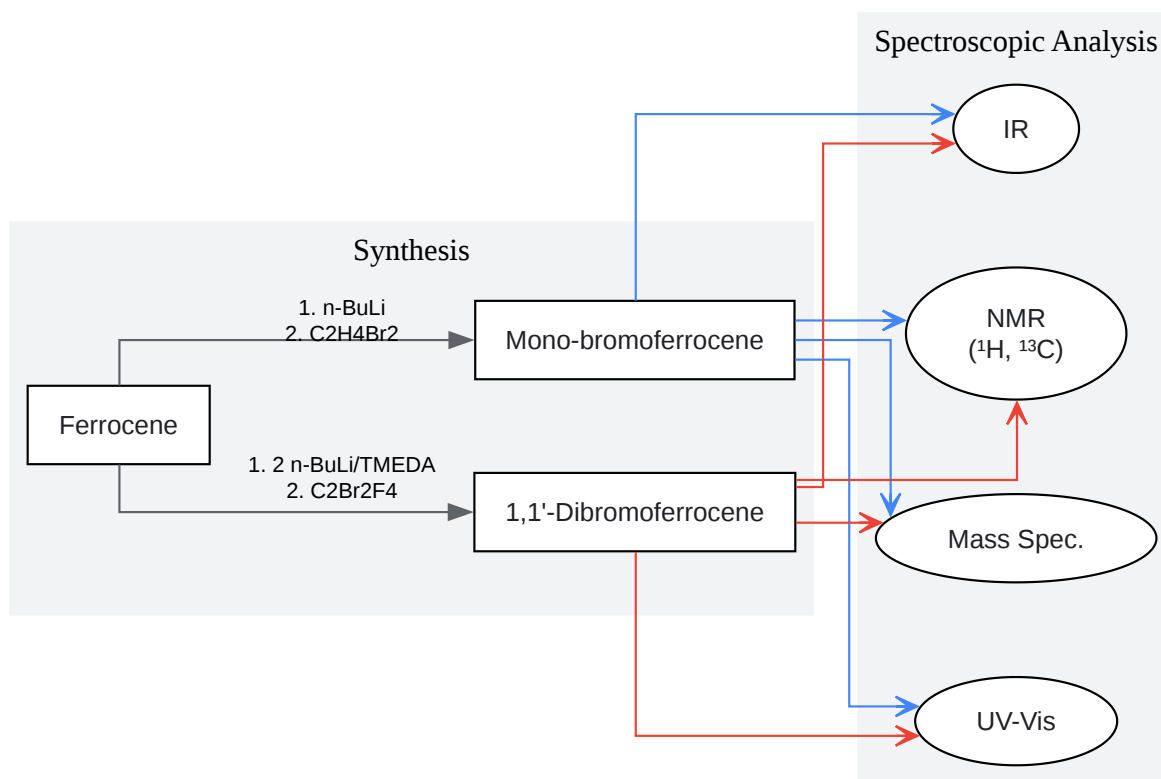 Spectroscopic Analysis
IR
Synthesis
1. n-BuLi
2. C2H4Br2
Mono-bromoferrocene
NMR
(¹H, ¹³C)
Ferrocene
1. 2 n-BuLi/TMEDA
2. C2Br2F4
1,1'-Dibromoferrocene
Mass Spec.
UV-Vis